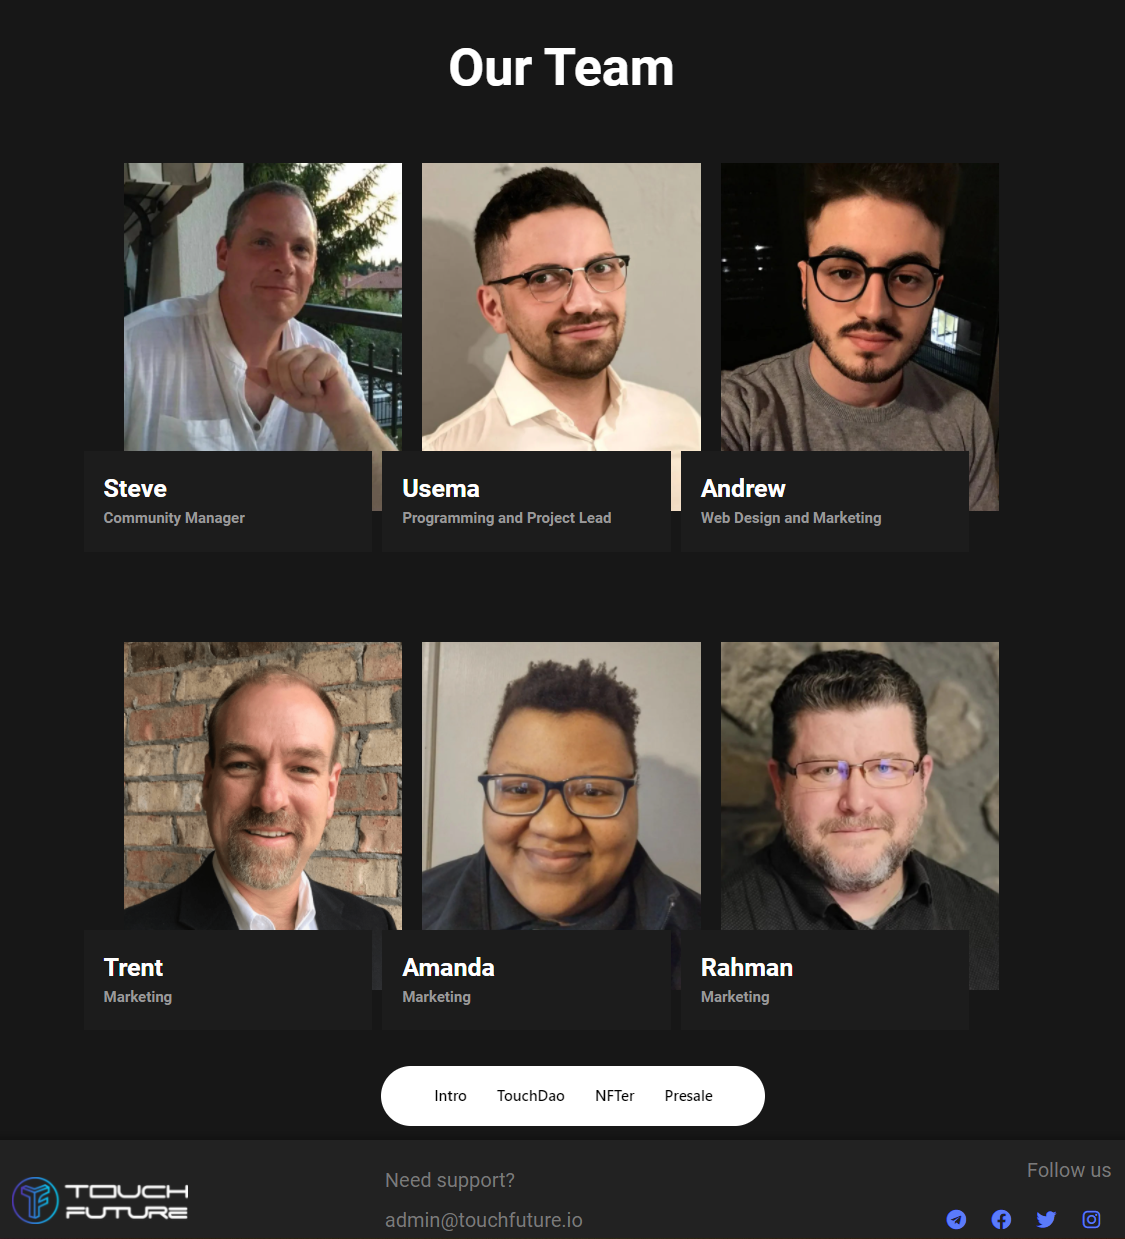 Our Team
Steve
Community Manager
Usema
Programming and Project Lead
Andrew
Web Design and Marketing
Trent
Marketing
Amanda
Marketing
Rahman
Marketing
Intro TouchDao NFTer Presale
TOUCH
FUTURE
Need support?
admin@touchfuture.io
Follow us